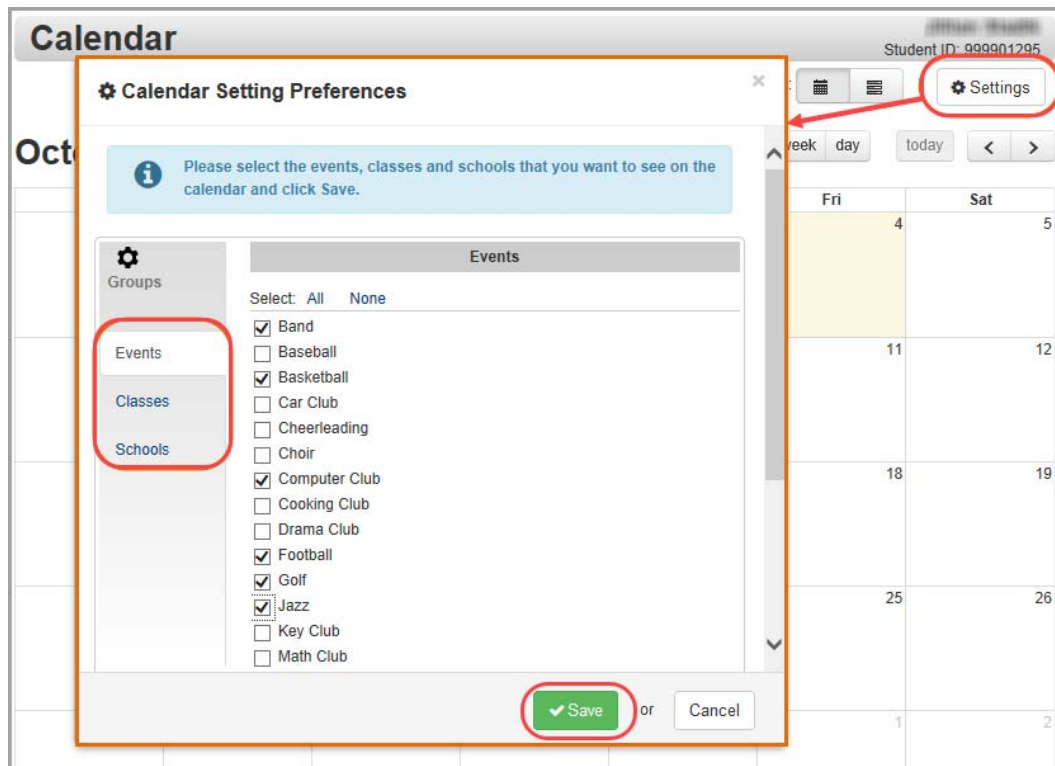 Calendar
Student ID: 999901295
Calendar Setting Preferences
×
:
Settings
Octo
week day today < >
Please select the events, classes and schools that you want to see on the
calendar and click Save.
Fri Sat
4 5
Groups
Events
Select: All None
Band
Events
Baseball
11 12
Basketball
Classes
Car Club
Cheerleading
Schools
Choir
Computer Club
18 19
Cooking Club
Drama Club
Football
Golf
Jazz
25 26
Key Club
Math Club
Save or Cancel
1 2